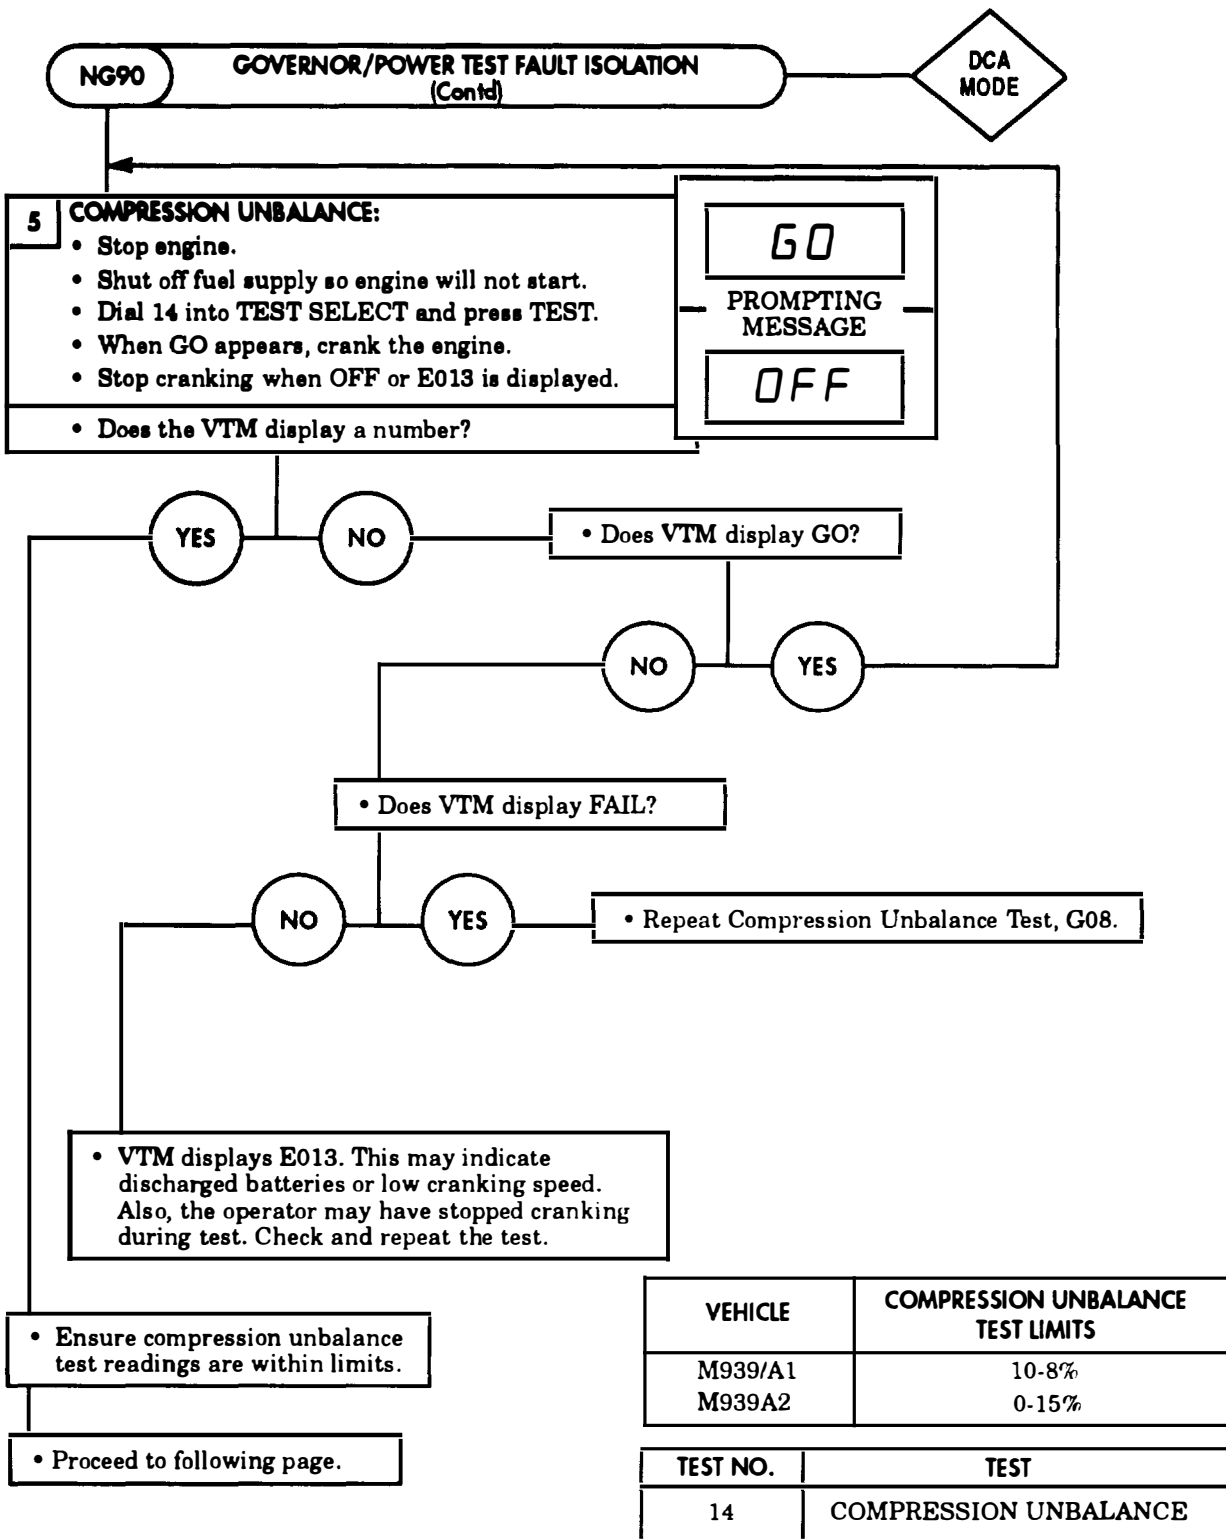 NG90
GOVERNOR/POWER TEST FAULT ISOLATION
(Contd)
DCA
MODE
5
COMPRESSION UNBALANCE:
• Stop engine.
• Shut off fuel supply so engine will not start.
• Dial 14 into TEST SELECT and press TEST.
• When GO appears, crank the engine.
• Stop cranking when OFF or E013 is displayed.
• Does the VTM display a number?
GO
PROMPTING
MESSAGE
OFF
YES
NO
• Does VTM display GO?
NO
YES
• Does VTM display FAIL?
NO
YES
• Repeat Compression Unbalance Test, G08.
• VTM displays E013. This may indicate
discharged batteries or low cranking speed.
Also, the operator may have stopped cranking
during test. Check and repeat the test.
• Ensure compression unbalance
test readings are within limits.
• Proceed to following page.
VEHICLE
COMPRESSION UNBALANCE
TEST LIMITS
M939/A1 10-8%
M939A2 0-15%
TEST NO. TEST
14 COMPRESSION UNBALANCE